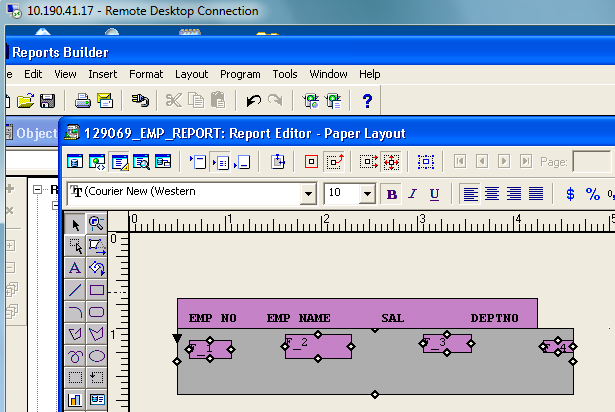 10.190.41.17 - Remote Desktop Connection
Reports Builder
Edit View Insert Format Layout Program Tools Window Help
Object
129069_EMP_REPORT: Report Editor - Paper Layout
Page:
(Courier New (Western 10 B I U $ %
0 1 2 3 4
0
EMP NO EMP NAME SAL DEPTNO
1
F_1 F_2 F_3 F_4